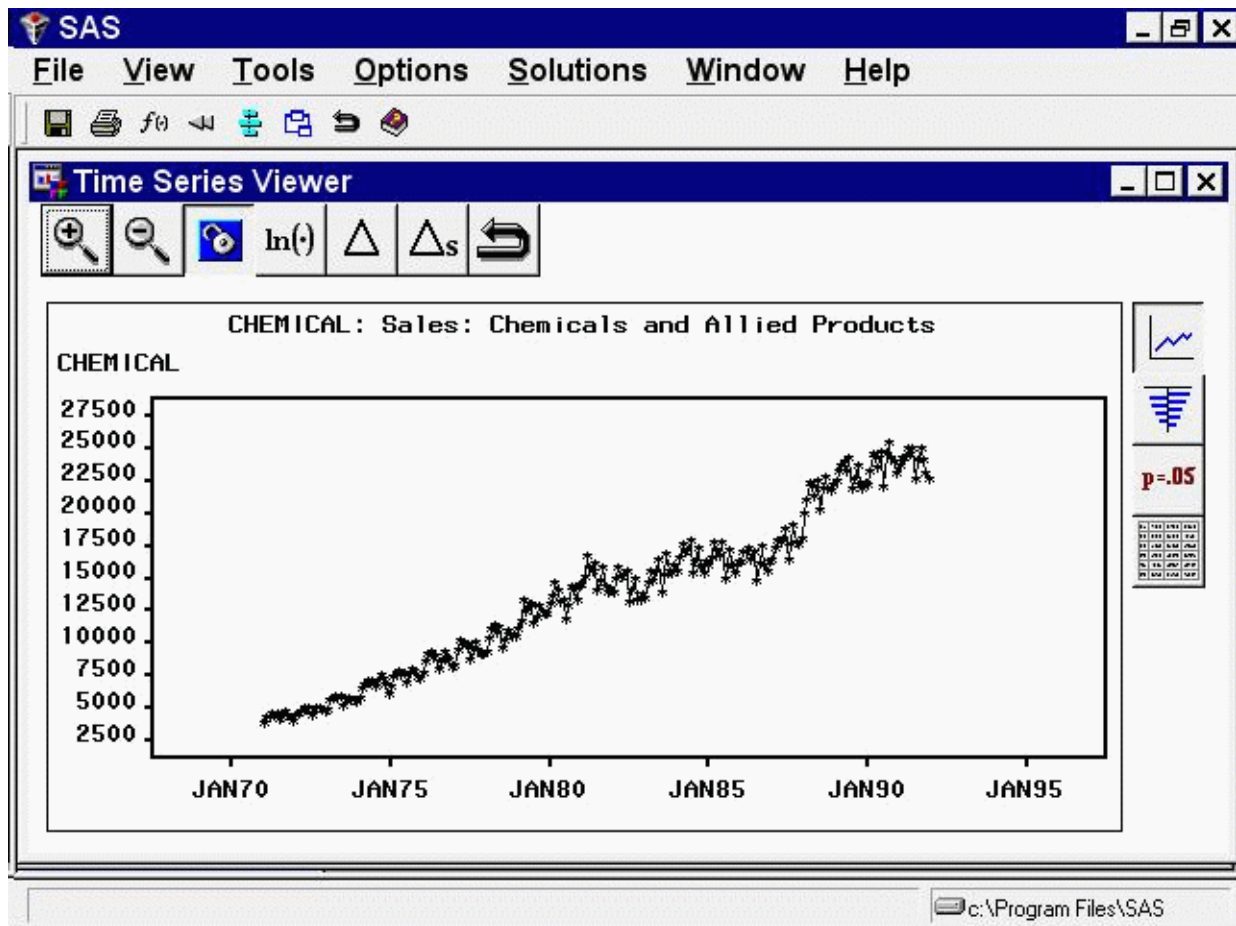 SAS
File View Tools Options Solutions Window Help
f(·)
Time Series Viewer
ln(·) Δ Δs
CHEMICAL: Sales: Chemicals and Allied Products
CHEMICAL
27500
25000
22500
20000
17500
15000
12500
10000
7500
5000
2500
JAN70 JAN75 JAN80 JAN85 JAN90 JAN95
p=.05
c:\Program Files\SAS